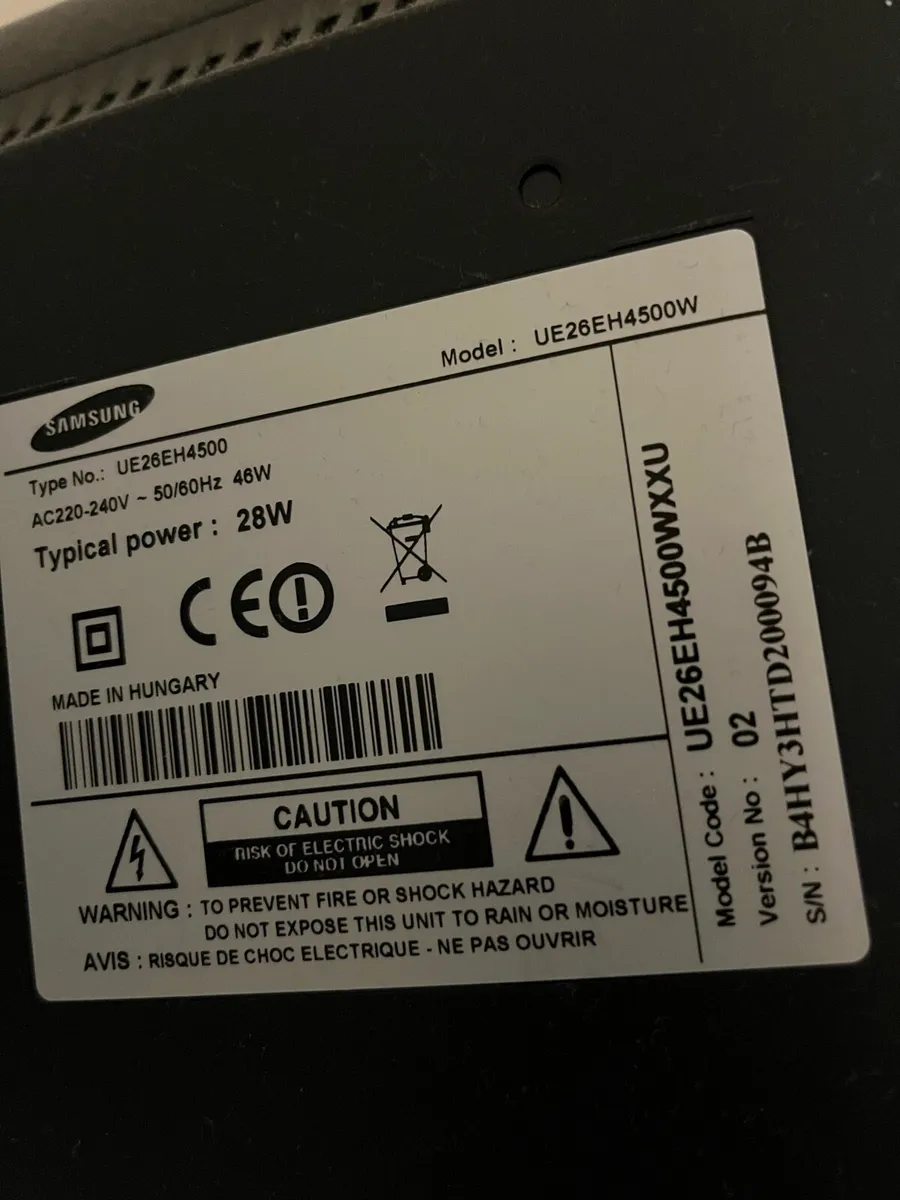 Model : UE26EH4500W
SAMSUNG
Type No.: UE26EH4500
AC220-240V ~ 50/60Hz 46W
Typical power : 28W
CE
MADE IN HUNGARY
CAUTION
RISK OF ELECTRIC SHOCK
DO NOT OPEN
WARNING : TO PREVENT FIRE OR SHOCK HAZARD
DO NOT EXPOSE THIS UNIT TO RAIN OR MOISTURE
AVIS : RISQUE DE CHOC ELECTRIQUE - NE PAS OUVRIR
Model Code : UE26EH4500WXXU
Version No : 02
S/N : B4HY3HTD200094B